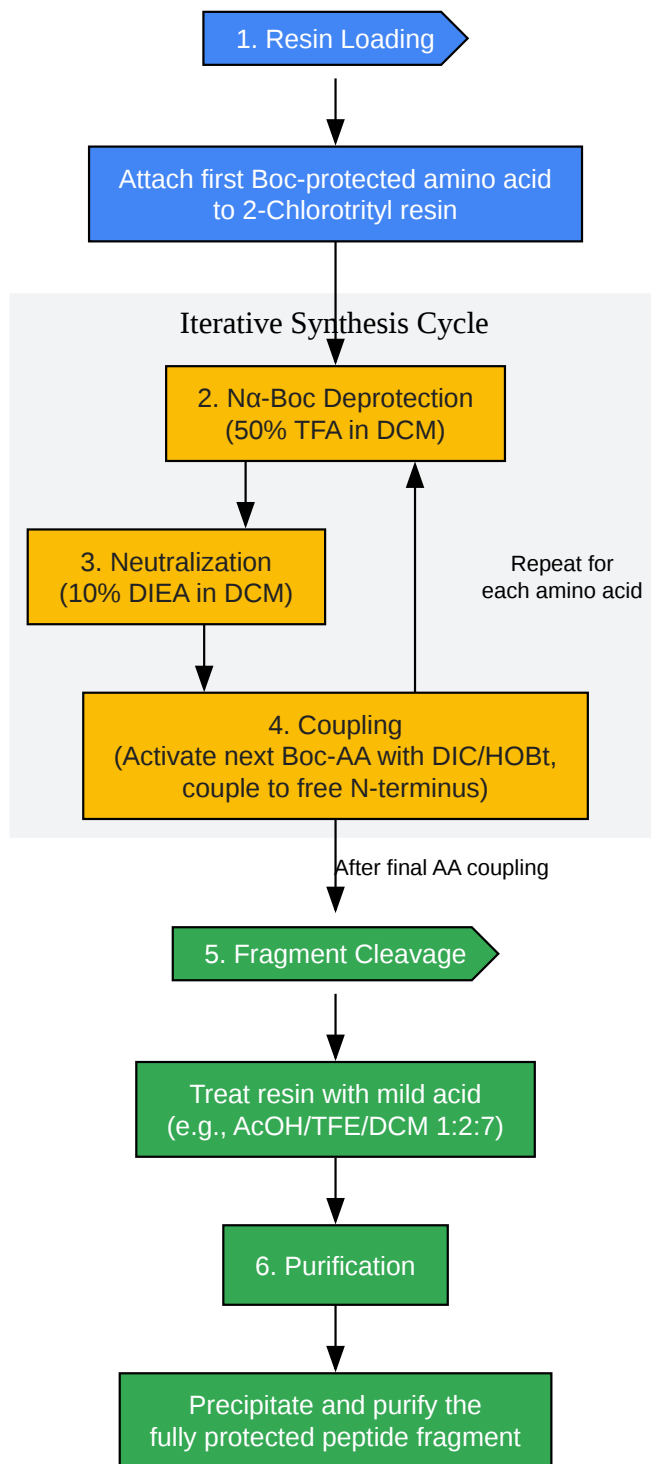 1. Resin Loading
Attach first Boc-protected amino acid
to 2-Chlorotrityl resin
Iterative Synthesis Cycle
2. Nα-Boc Deprotection
(50% TFA in DCM)
3. Neutralization
(10% DIEA in DCM)
Repeat for
each amino acid
4. Coupling
(Activate next Boc-AA with DIC/HOBt,
couple to free N-terminus)
After final AA coupling
5. Fragment Cleavage
Treat resin with mild acid
(e.g., AcOH/TFE/DCM 1:2:7)
6. Purification
Precipitate and purify the
fully protected peptide fragment